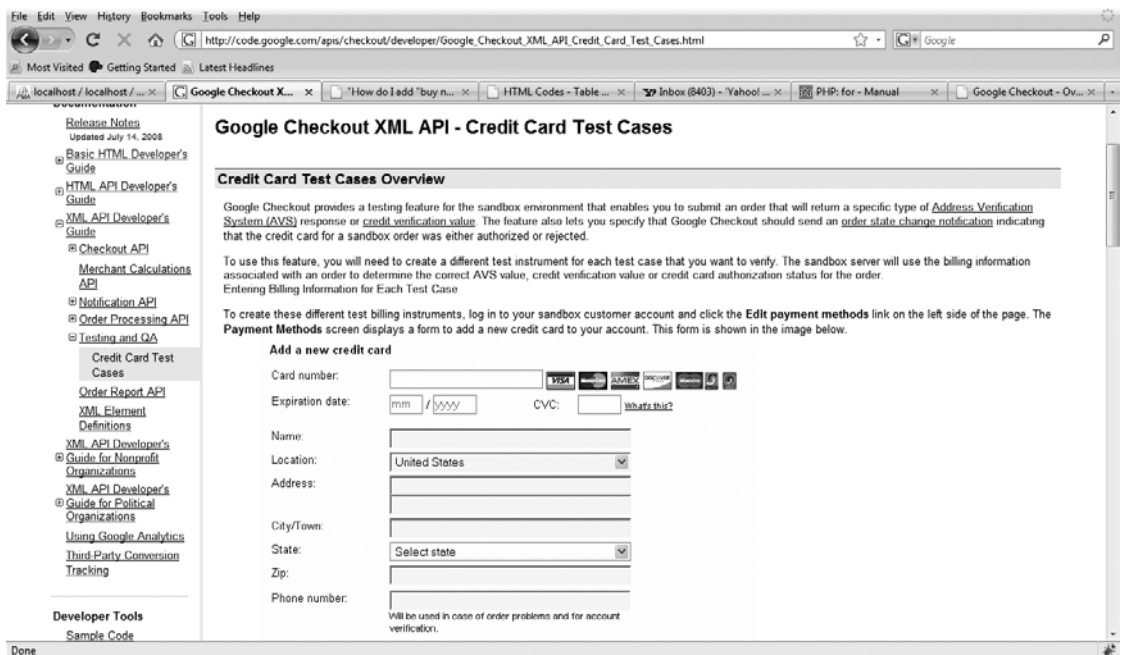 File Edit View History Bookmarks Tools Help
http://code.google.com/apis/checkout/developer/Google_Checkout_XML_API_Credit_Card_Test_Cases.html
Google
Most Visited Getting Started Latest Headlines
localhost / localhost / ... Google Checkout X... "How do I add "buy n... HTML Codes - Table ... Inbox (8403) - 'Yahoo! ... PHP: for - Manual Google Checkout - Ov...
Documentation
Release Notes
Updated July 14, 2008
Basic HTML Developer's
Guide
HTML API Developer's
Guide
XML API Developer's
Guide
Checkout API
Merchant Calculations
API
Notification API
Order Processing API
Testing and QA
Credit Card Test
Cases
Order Report API
XML Element
Definitions
XML API Developer's
Guide for Nonprofit
Organizations
XML API Developer's
Guide for Political
Organizations
Using Google Analytics
Third-Party Conversion
Tracking
Developer Tools
Sample Code
Google Checkout XML API - Credit Card Test Cases
Credit Card Test Cases Overview
Google Checkout provides a testing feature for the sandbox environment that enables you to submit an order that will return a specific type of Address Verification
System (AVS) response or credit verification value. The feature also lets you specify that Google Checkout should send an order state change notification indicating
that the credit card for a sandbox order was either authorized or rejected.
To use this feature, you will need to create a different test instrument for each test case that you want to verify. The sandbox server will use the billing information
associated with an order to determine the correct AVS value, credit verification value or credit card authorization status for the order.
Entering Billing Information for Each Test Case
To create these different test billing instruments, log in to your sandbox customer account and click the Edit payment methods link on the left side of the page. The
Payment Methods screen displays a form to add a new credit card to your account. This form is shown in the image below.
Add a new credit card
Card number: VISA MasterCard AMEX DISCOVER Maestro
Expiration date: mm / yyyy CVC: What's this?
Name:
Location: United States
Address:
City/Town:
State: Select state
Zip:
Phone number:
Will be used in case of order problems and for account
verification.
Done